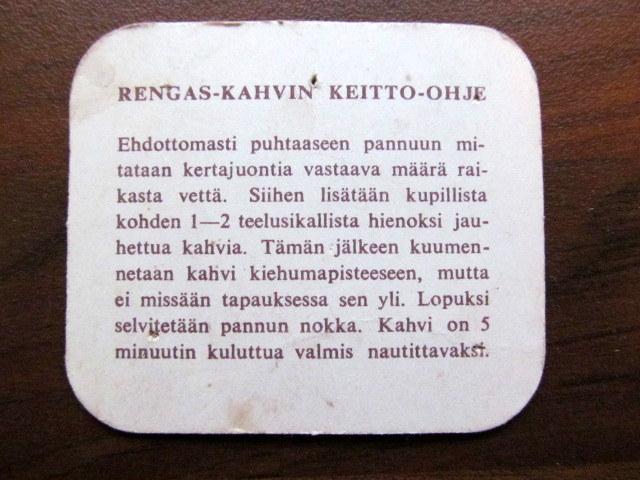 RENGAS-KAHVIN KEITTO-OHJE
Ehdottomasti puhtaaseen pannuun mi-
tataan kertajuontia vastaava määrä rai-
kasta vettä. Siihen lisätään kupillista
kohden 1—2 teelusikallista hienoksi jau-
hettua kahvia. Tämän jälkeen kuumen-
netaan kahvi kiehumapisteeseen, mutta
ei missään tapauksessa sen yli. Lopuksi
selvitetään pannun nokka. Kahvi on 5
minuutin kuluttua valmis nautittavaksi.